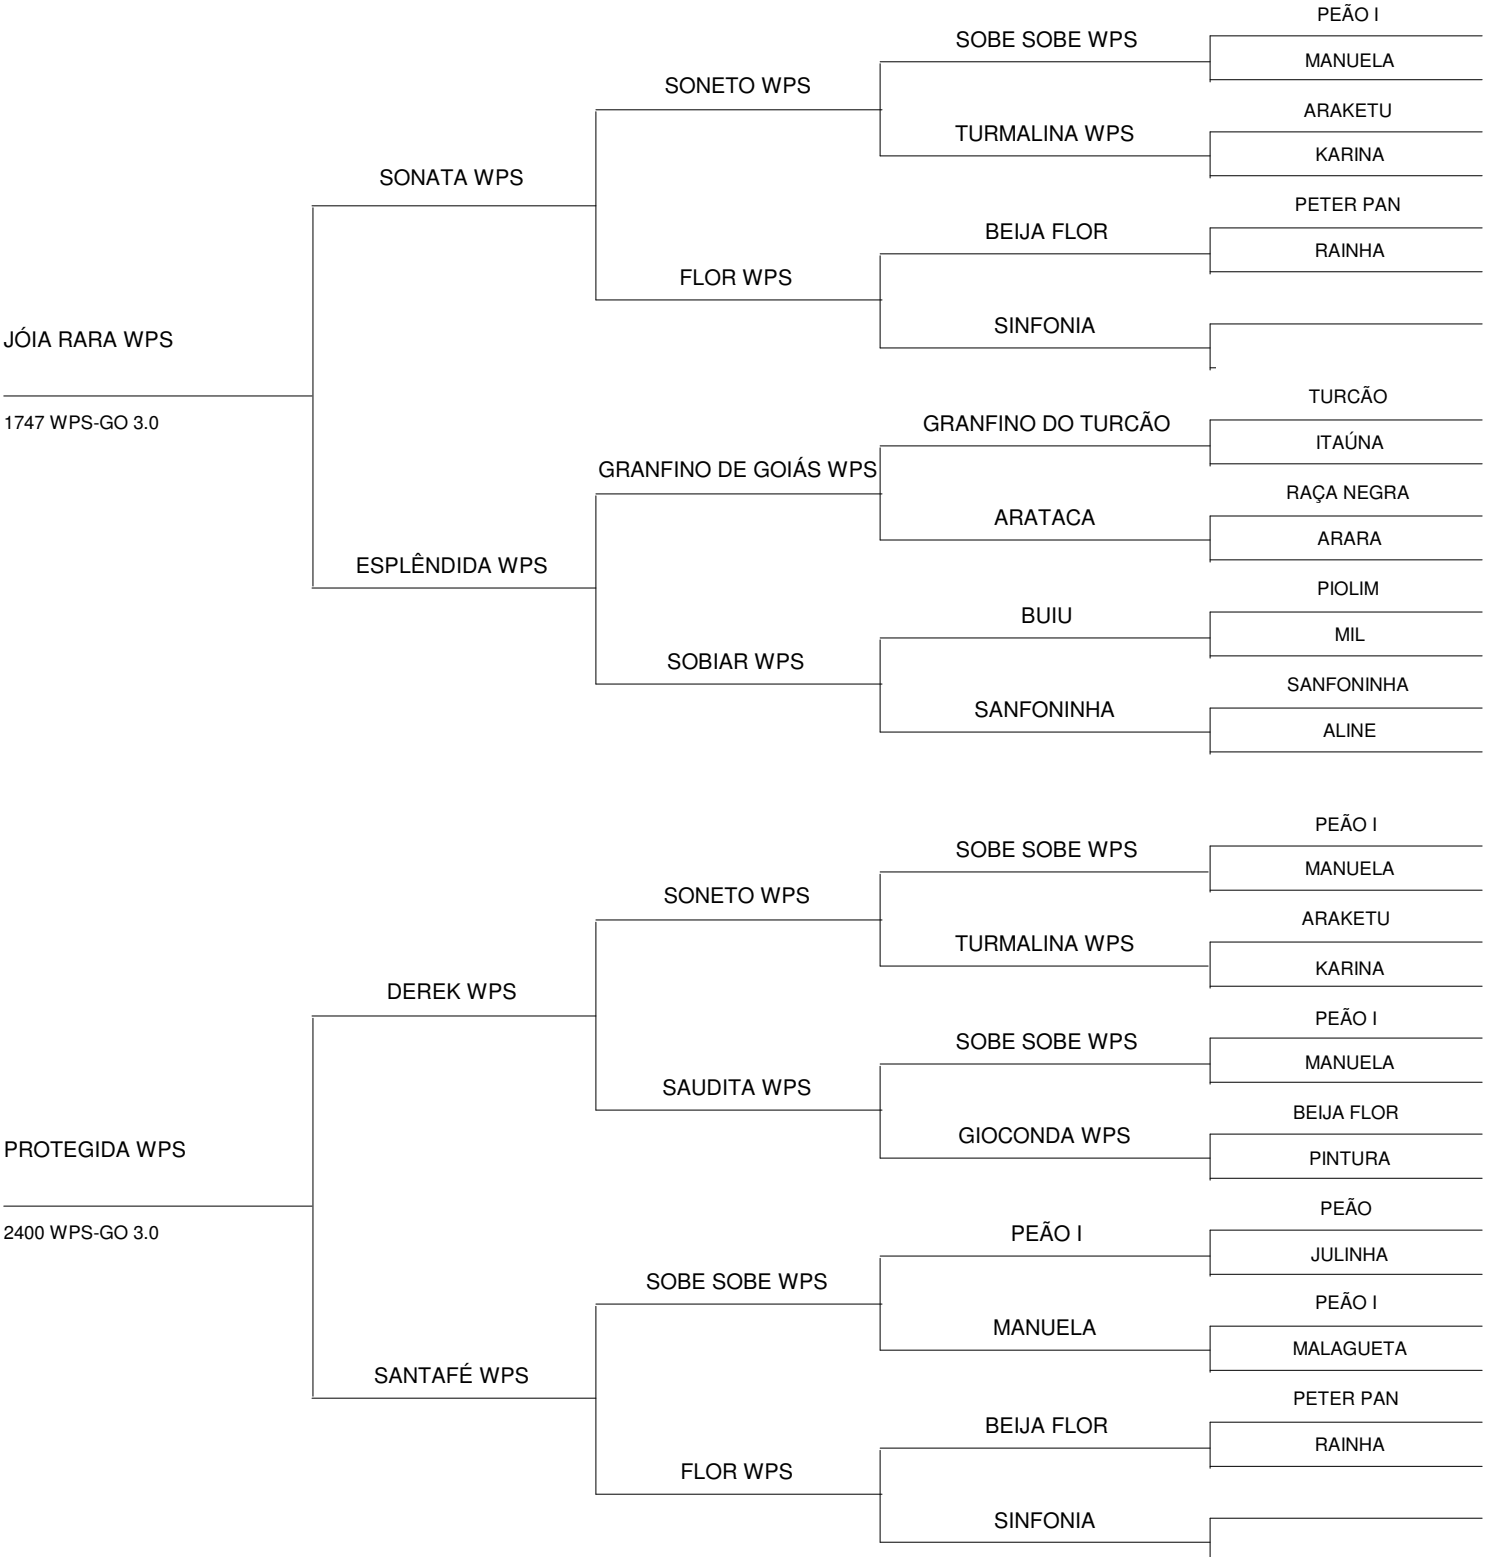 PEÃO I
SOBE SOBE WPS
MANUELA
SONETO WPS
ARAKETU
TURMALINA WPS
KARINA
SONATA WPS
PETER PAN
BEIJA FLOR
RAINHA
FLOR WPS
SINFONIA
JÓIA RARA WPS
TURCÃO
1747 WPS-GO 3.0
GRANFINO DO TURCÃO
ITAÚNA
GRANFINO DE GOIÁS WPS
RAÇA NEGRA
ARATACA
ARARA
ESPLÊNDIDA WPS
PIOLIM
BUIU
MIL
SOBIAR WPS
SANFONINHA
SANFONINHA
ALINE
PEÃO I
SOBE SOBE WPS
MANUELA
SONETO WPS
ARAKETU
TURMALINA WPS
KARINA
DEREK WPS
PEÃO I
SOBE SOBE WPS
MANUELA
SAUDITA WPS
BEIJA FLOR
GIOCONDA WPS
PROTEGIDA WPS
PINTURA
PEÃO
2400 WPS-GO 3.0
PEÃO I
JULINHA
SOBE SOBE WPS
PEÃO I
MANUELA
MALAGUETA
SANTAFÉ WPS
PETER PAN
BEIJA FLOR
RAINHA
FLOR WPS
SINFONIA